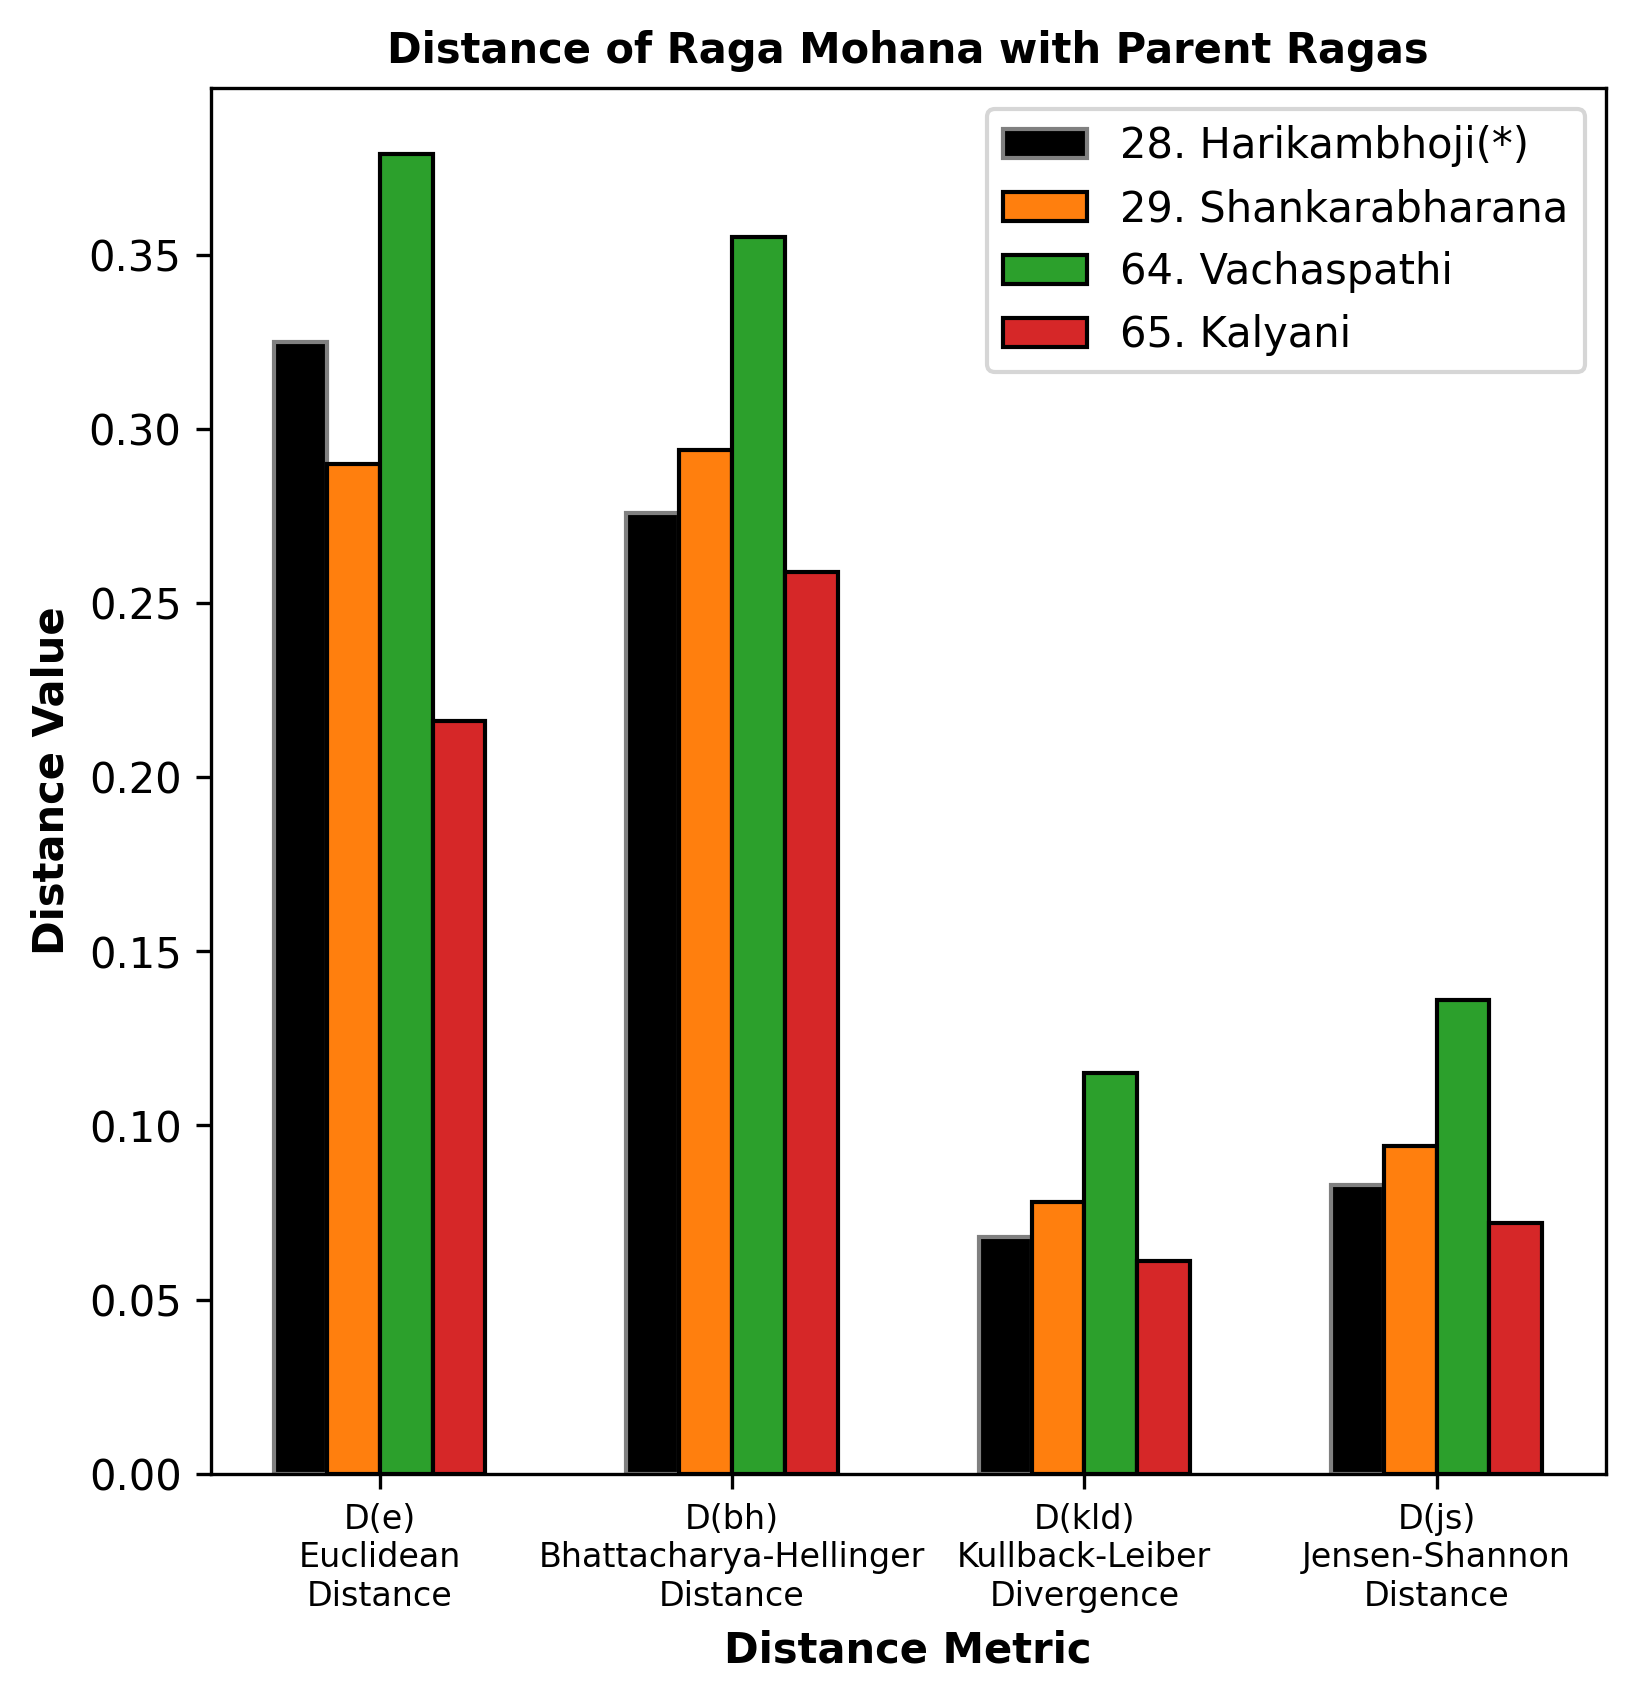 Distance of Raga Mohana with Parent Ragas
28. Harikambhoji(*)
29. Shankarabharana
64. Vachaspathi
65. Kalyani
Distance Value
0.35
0.30
0.25
0.20
0.15
0.10
0.05
0.00
D(e)
Euclidean
Distance
D(bh)
Bhattacharya-Hellinger
Distance
D(kld)
Kullback-Leiber
Divergence
D(js)
Jensen-Shannon
Distance
Distance Metric